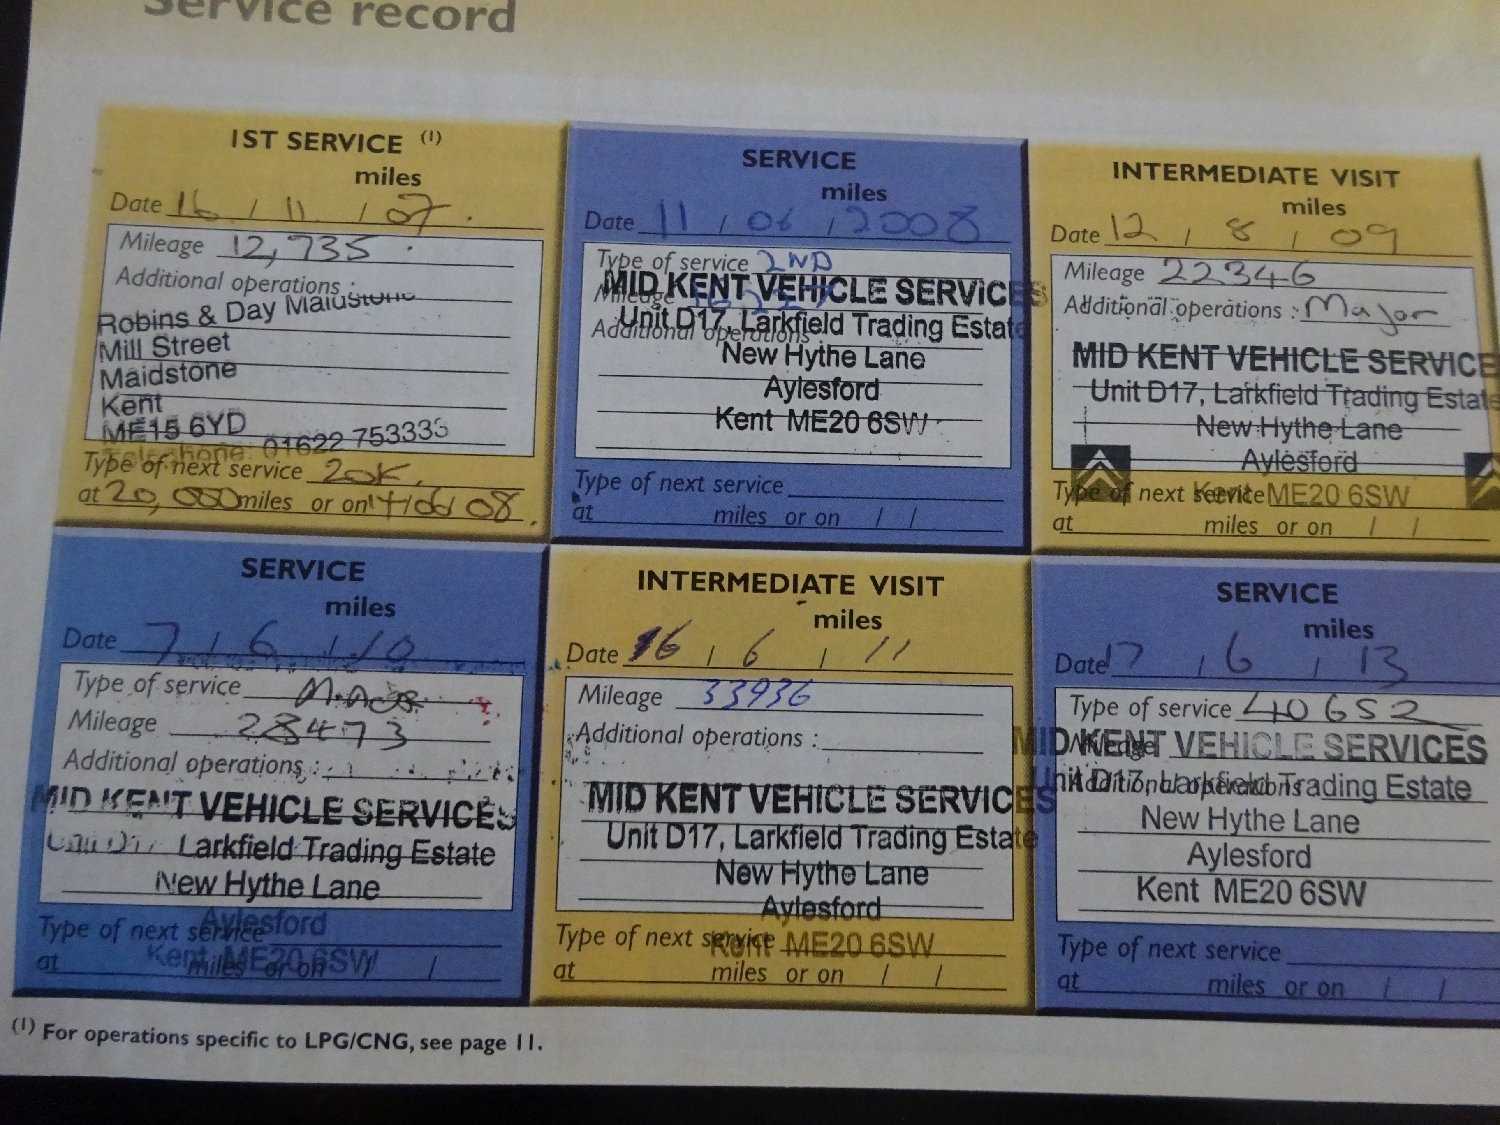 Service record
1ST SERVICE (1)
miles
Date 16 / 11 / 07.
Mileage 12,735.
Additional operations :
Robins & Day Maidstone
Mill Street
Maidstone
Kent
ME15 6YD
Telephone: 01622 753333
Type of next service 20K.
at 20,000 miles or on
SERVICE
miles
Date 11 / 06 / 2008
Type of service 2ND
Mileage
MID KENT VEHICLE SERVICES
Unit D17, Larkfield Trading Estate
Additional operations :
New Hythe Lane
Aylesford
Kent ME20 6SW
Type of next service
at miles or on / /
INTERMEDIATE VISIT
miles
Date 12 / 8 / 09
Mileage 22346
Additional operations : Major
MID KENT VEHICLE SERVICE
Unit D17, Larkfield Trading Estate
New Hythe Lane
Aylesford
Type of next service Kent ME20 6SW
at miles or on / /
SERVICE
miles
Date 7 / 6 / 10
Type of service Minor
Mileage 28473
Additional operations :
MID KENT VEHICLE SERVICES
Larkfield Trading Estate
New Hythe Lane
Aylesford
Type of next service
Kent ME20 6SW
at miles or on / /
INTERMEDIATE VISIT
miles
Date 16 / 6 / 11
Mileage 33936
Additional operations :
MID KENT VEHICLE SERVICES
Unit D17, Larkfield Trading Estate
New Hythe Lane
Aylesford
Type of next service Kent ME20 6SW
at miles or on / /
SERVICE
miles
Date 17 / 6 / 13
Type of service 40652
Mileage
MID KENT VEHICLE SERVICES
Additional operations
Unit D17, Larkfield Trading Estate
New Hythe Lane
Aylesford
Kent ME20 6SW
Type of next service
at miles or on / /
(1) For operations specific to LPG/CNG, see page 11.